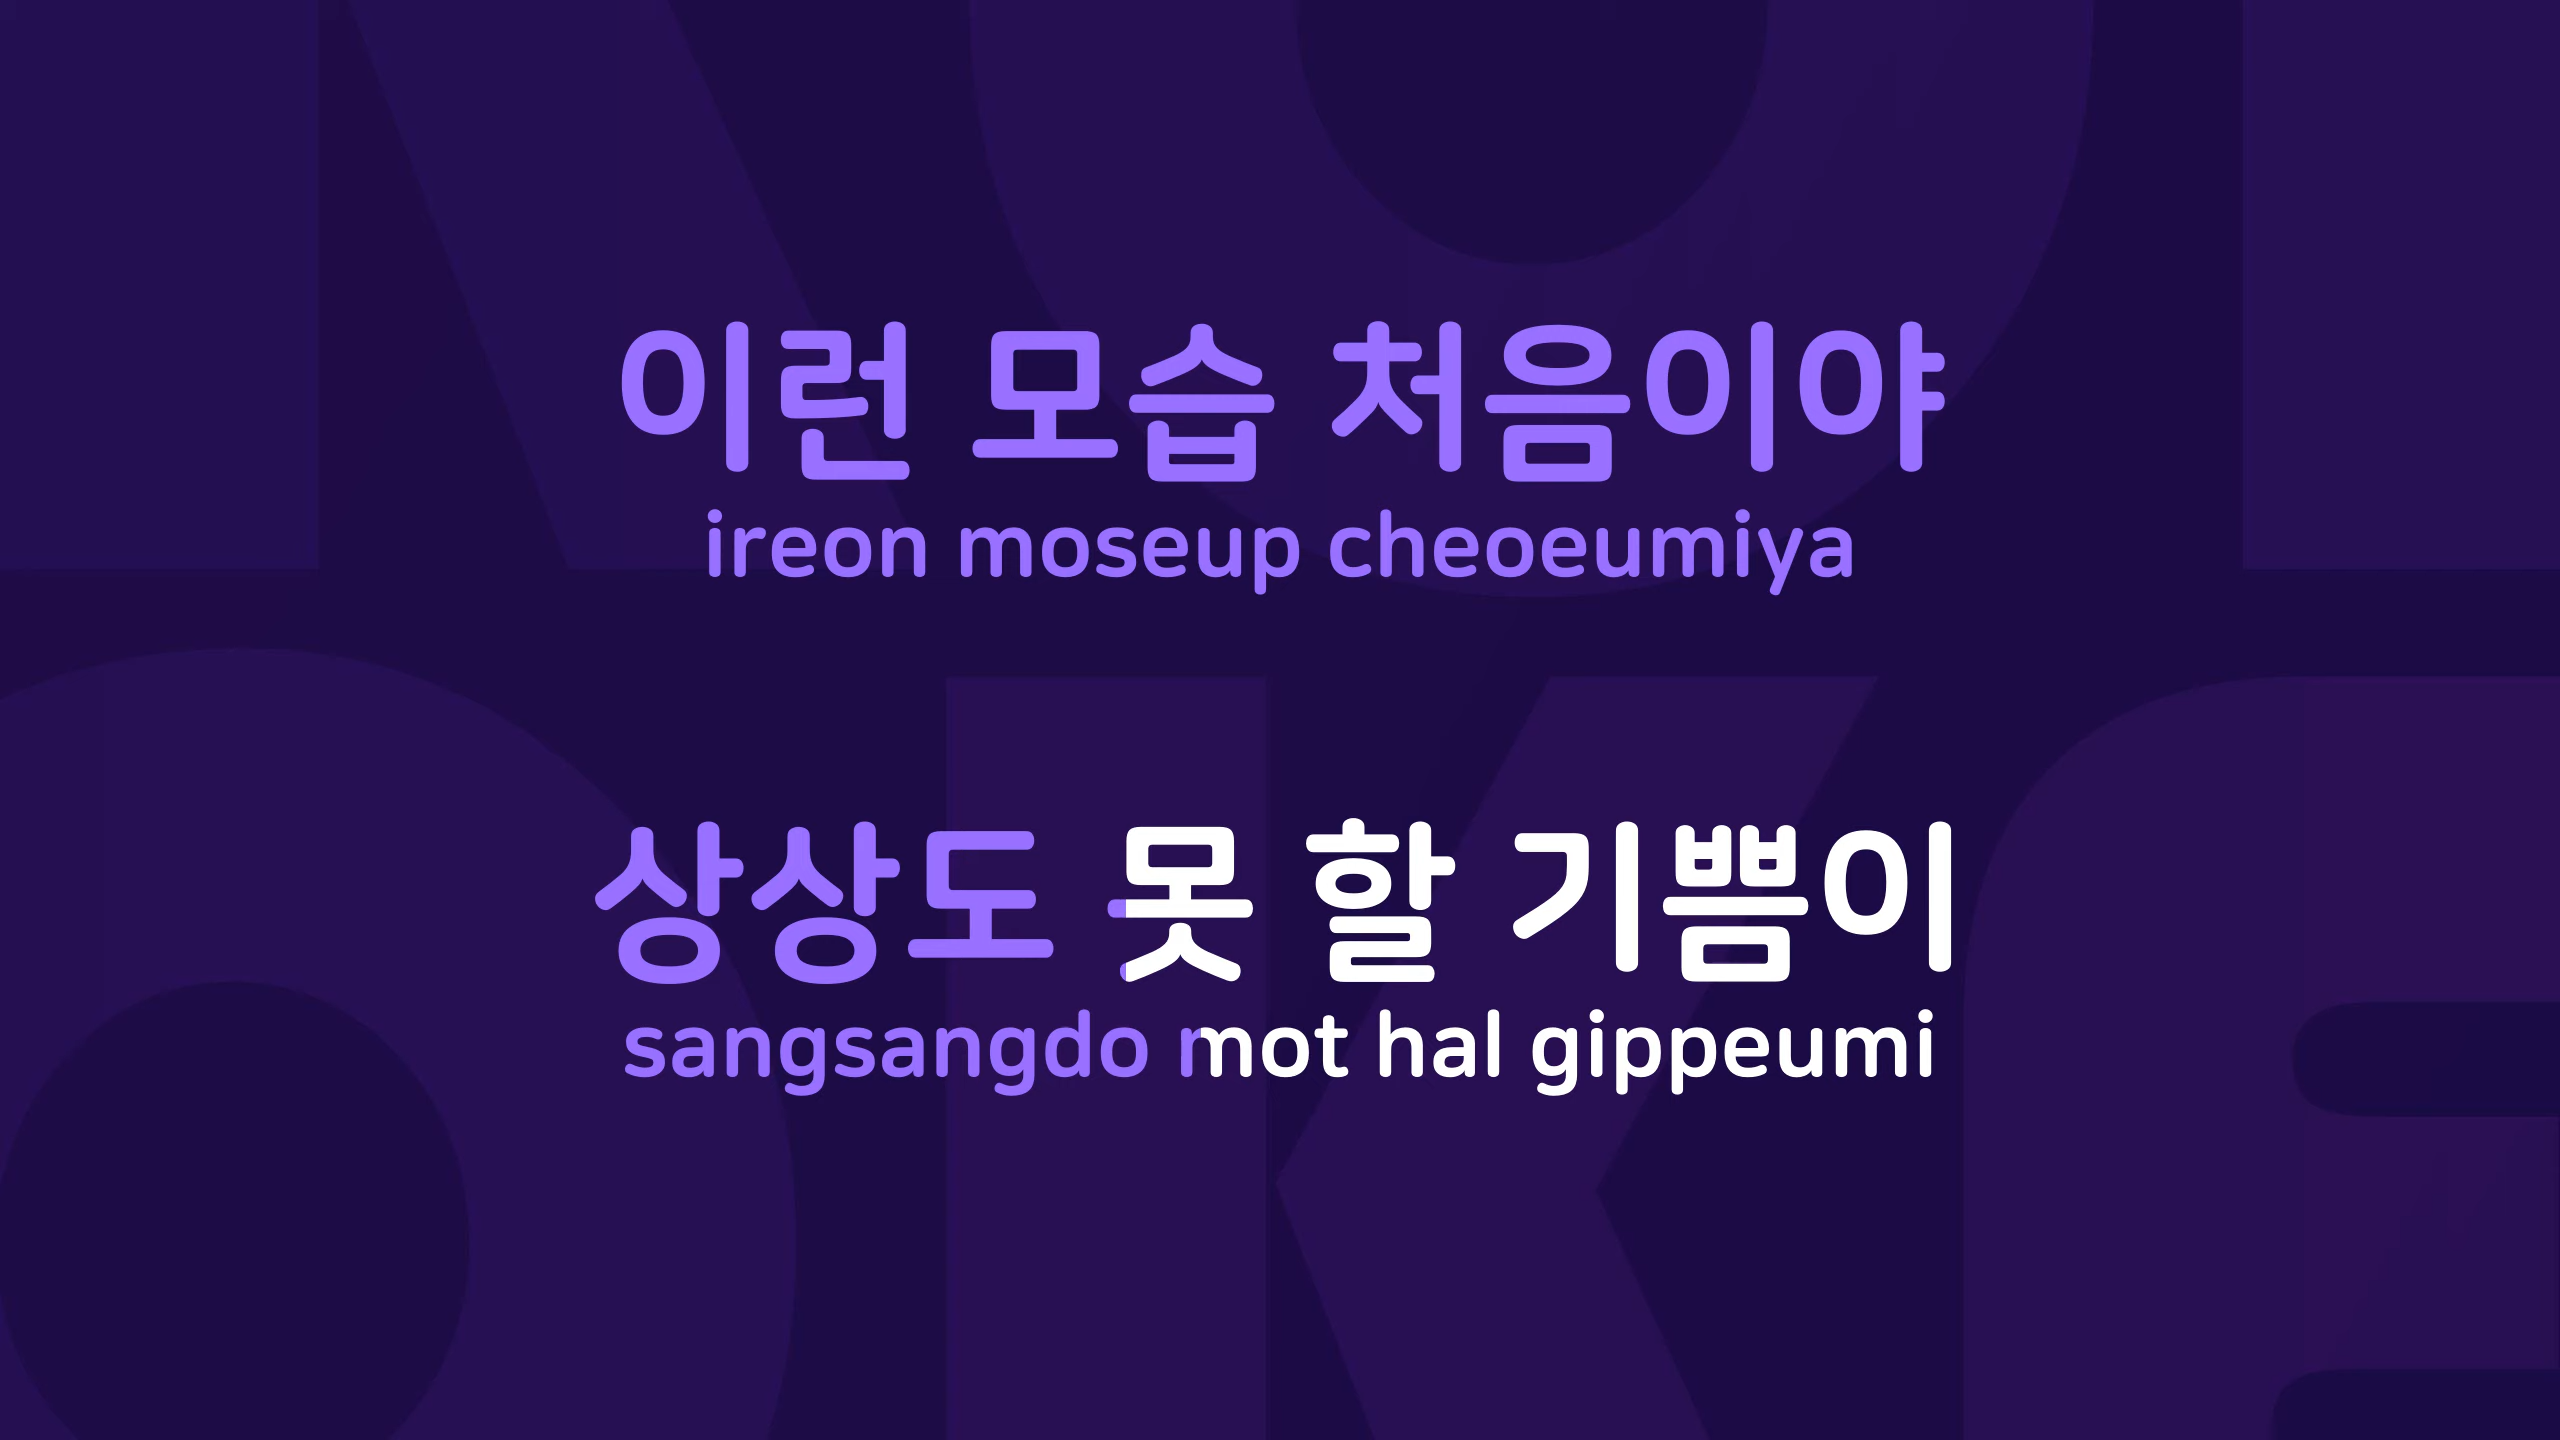 이런 모습 처음이야
ireon moseup cheoeumiya
상상도 못 할 기쁨이
sangsangdo mot hal gippeumi